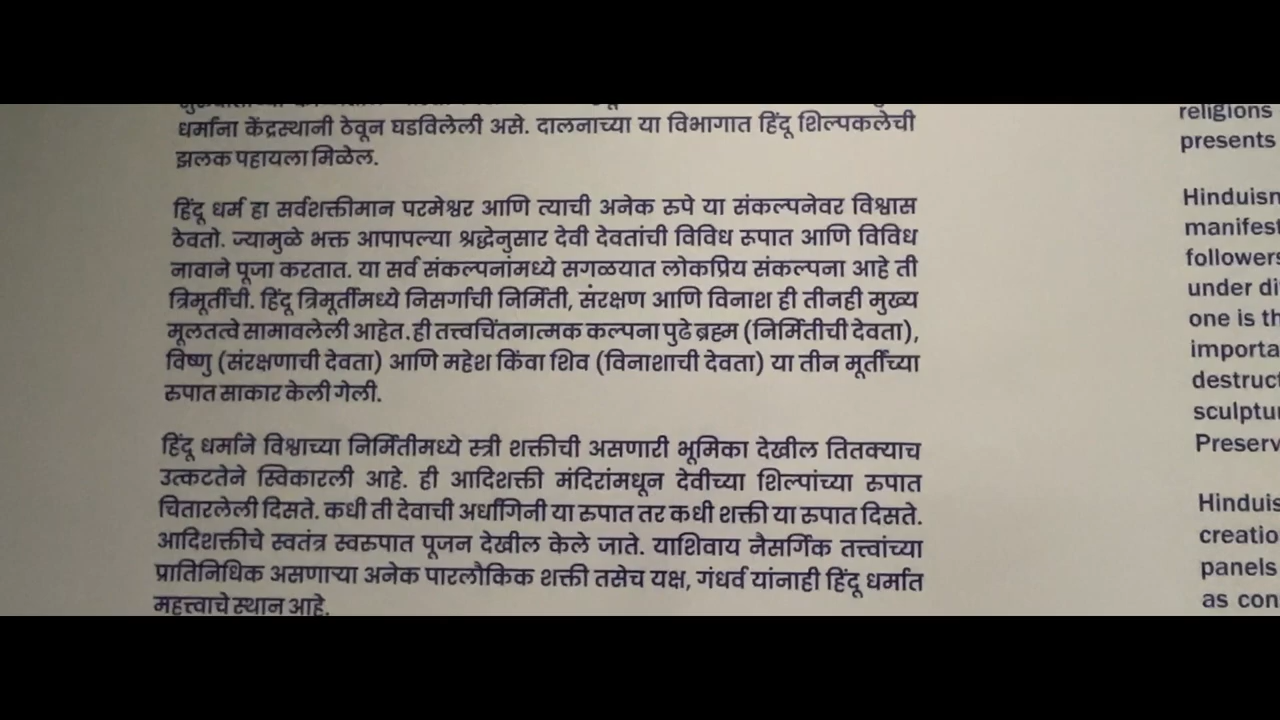 धर्मांना केंद्रस्थानी ठेवून घडविलेली असे. दालनाच्या या विभागात हिंदू शिल्पकलेची
झलक पहायला मिळेल.
हिंदू धर्म हा सर्वशक्तीमान परमेश्वर आणि त्याची अनेक रुपे या संकल्पनेवर विश्वास
ठेवतो. ज्यामुळे भक्त आपापल्या श्रद्धेनुसार देवी देवतांची विविध रूपात आणि विविध
नावाने पूजा करतात. या सर्व संकल्पनांमध्ये सगळयात लोकप्रिय संकल्पना आहे ती
त्रिमूर्तीची. हिंदू त्रिमूर्तीमध्ये निसर्गाची निर्मिती, संरक्षण आणि विनाश ही तीनही मुख्य
मूलतत्वे सामावलेली आहेत. ही तत्त्वचिंतनात्मक कल्पना पुढे ब्रह्म (निर्मितीची देवता),
विष्णु (संरक्षणाची देवता) आणि महेश किंवा शिव (विनाशाची देवता) या तीन मूर्तींच्या
रुपात साकार केली गेली.
हिंदू धर्माने विश्वाच्या निर्मितीमध्ये स्त्री शक्तीची असणारी भूमिका देखील तितक्याच
उत्कटतेने स्विकारली आहे. ही आदिशक्ती मंदिरांमधून देवीच्या शिल्पांच्या रुपात
चितारलेली दिसते. कधी ती देवाची अर्धांगिनी या रुपात तर कधी शक्ती या रुपात दिसते.
आदिशक्तीचे स्वतंत्र स्वरुपात पूजन देखील केले जाते. याशिवाय नैसर्गिक तत्त्वांच्या
प्रातिनिधिक असणाऱ्या अनेक पारलौकिक शक्ती तसेच यक्ष, गंधर्व यांनाही हिंदू धर्मात
महत्त्वाचे स्थान आहे.
religions
presents
Hinduisn
manifest
followers
under di
one is th
importa
destruct
sculptur
Preserv
Hinduis
creatio
panels
as con